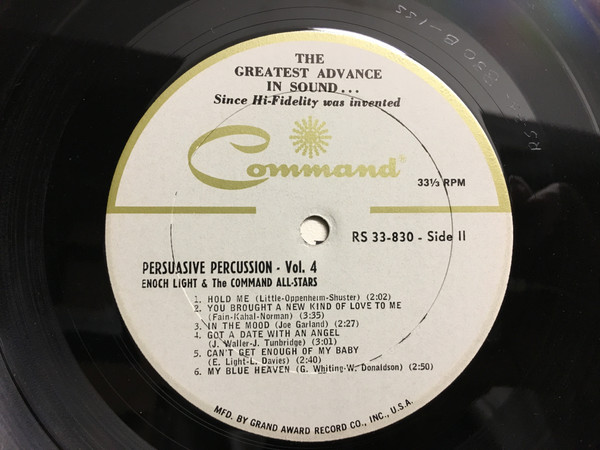 THE
GREATEST ADVANCE
IN SOUND...
Since Hi-Fidelity was invented
Command®
33⅓ RPM
RS 33-830 - Side II
PERSUASIVE PERCUSSION - Vol. 4
ENOCH LIGHT & The COMMAND ALL-STARS
1. HOLD ME (Little-Oppenheim-Shuster) (2:02)
2. YOU BROUGHT A NEW KIND OF LOVE TO ME
(Fain-Kahal-Norman) (3:35)
3. IN THE MOOD (Joe Garland) (2:27)
4. GOT A DATE WITH AN ANGEL
(J. Waller-J. Tunbridge) (3:01)
5. CAN'T GET ENOUGH OF MY BABY
(E. Light-L. Davies) (2:40)
6. MY BLUE HEAVEN (G. Whiting-W. Donaldson) (2:50)
MFD. BY GRAND AWARD RECORD CO., INC., U.S.A.